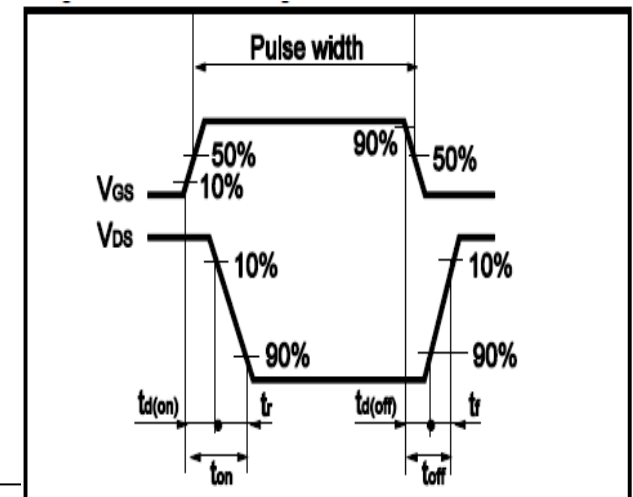 Pulse width
90%
50%
50%
VGS
10%
VDS
10%
10%
90%
90%
td(on)
tr
td(off)
tf
ton
toff